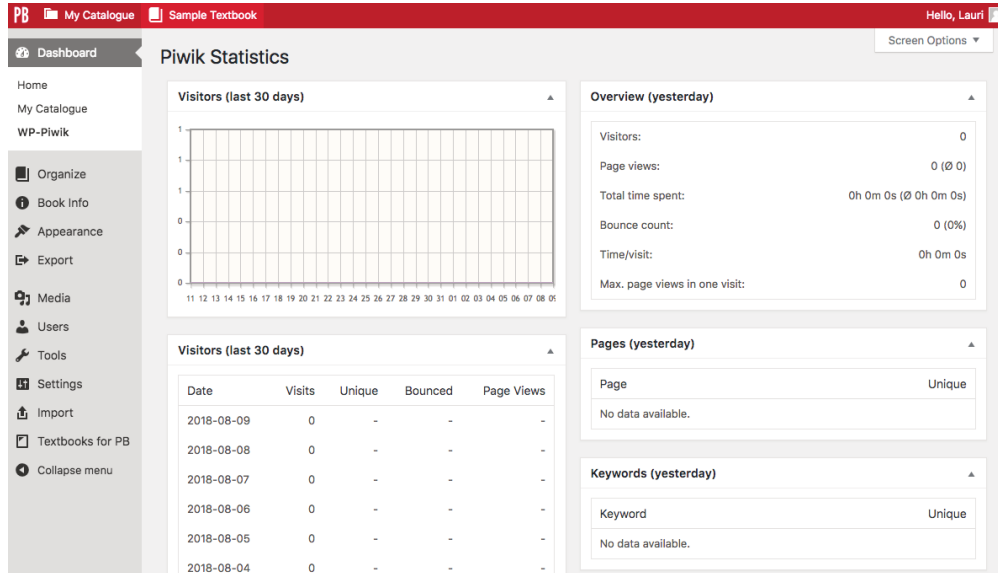 PB My Catalogue Sample Textbook Hello, Lauri
Screen Options ▼
Dashboard
Home
My Catalogue
WP-Piwik
Organize
Book Info
Appearance
Export
Media
Users
Tools
Settings
Import
Textbooks for PB
Collapse menu
Piwik Statistics
Visitors (last 30 days)
1
1
1
0
0
0
11 12 13 14 15 16 17 18 19 20 21 22 23 24 25 26 27 28 29 30 31 01 02 03 04 05 06 07 08 09
Visitors (last 30 days)
Date Visits Unique Bounced Page Views
2018-08-09 0 - - -
2018-08-08 0 - - -
2018-08-07 0 - - -
2018-08-06 0 - - -
2018-08-05 0 - - -
2018-08-04 0 - - -
Overview (yesterday)
Visitors: 0
Page views: 0 (Ø 0)
Total time spent: 0h 0m 0s (Ø 0h 0m 0s)
Bounce count: 0 (0%)
Time/visit: 0h 0m 0s
Max. page views in one visit: 0
Pages (yesterday)
Page Unique
No data available.
Keywords (yesterday)
Keyword Unique
No data available.